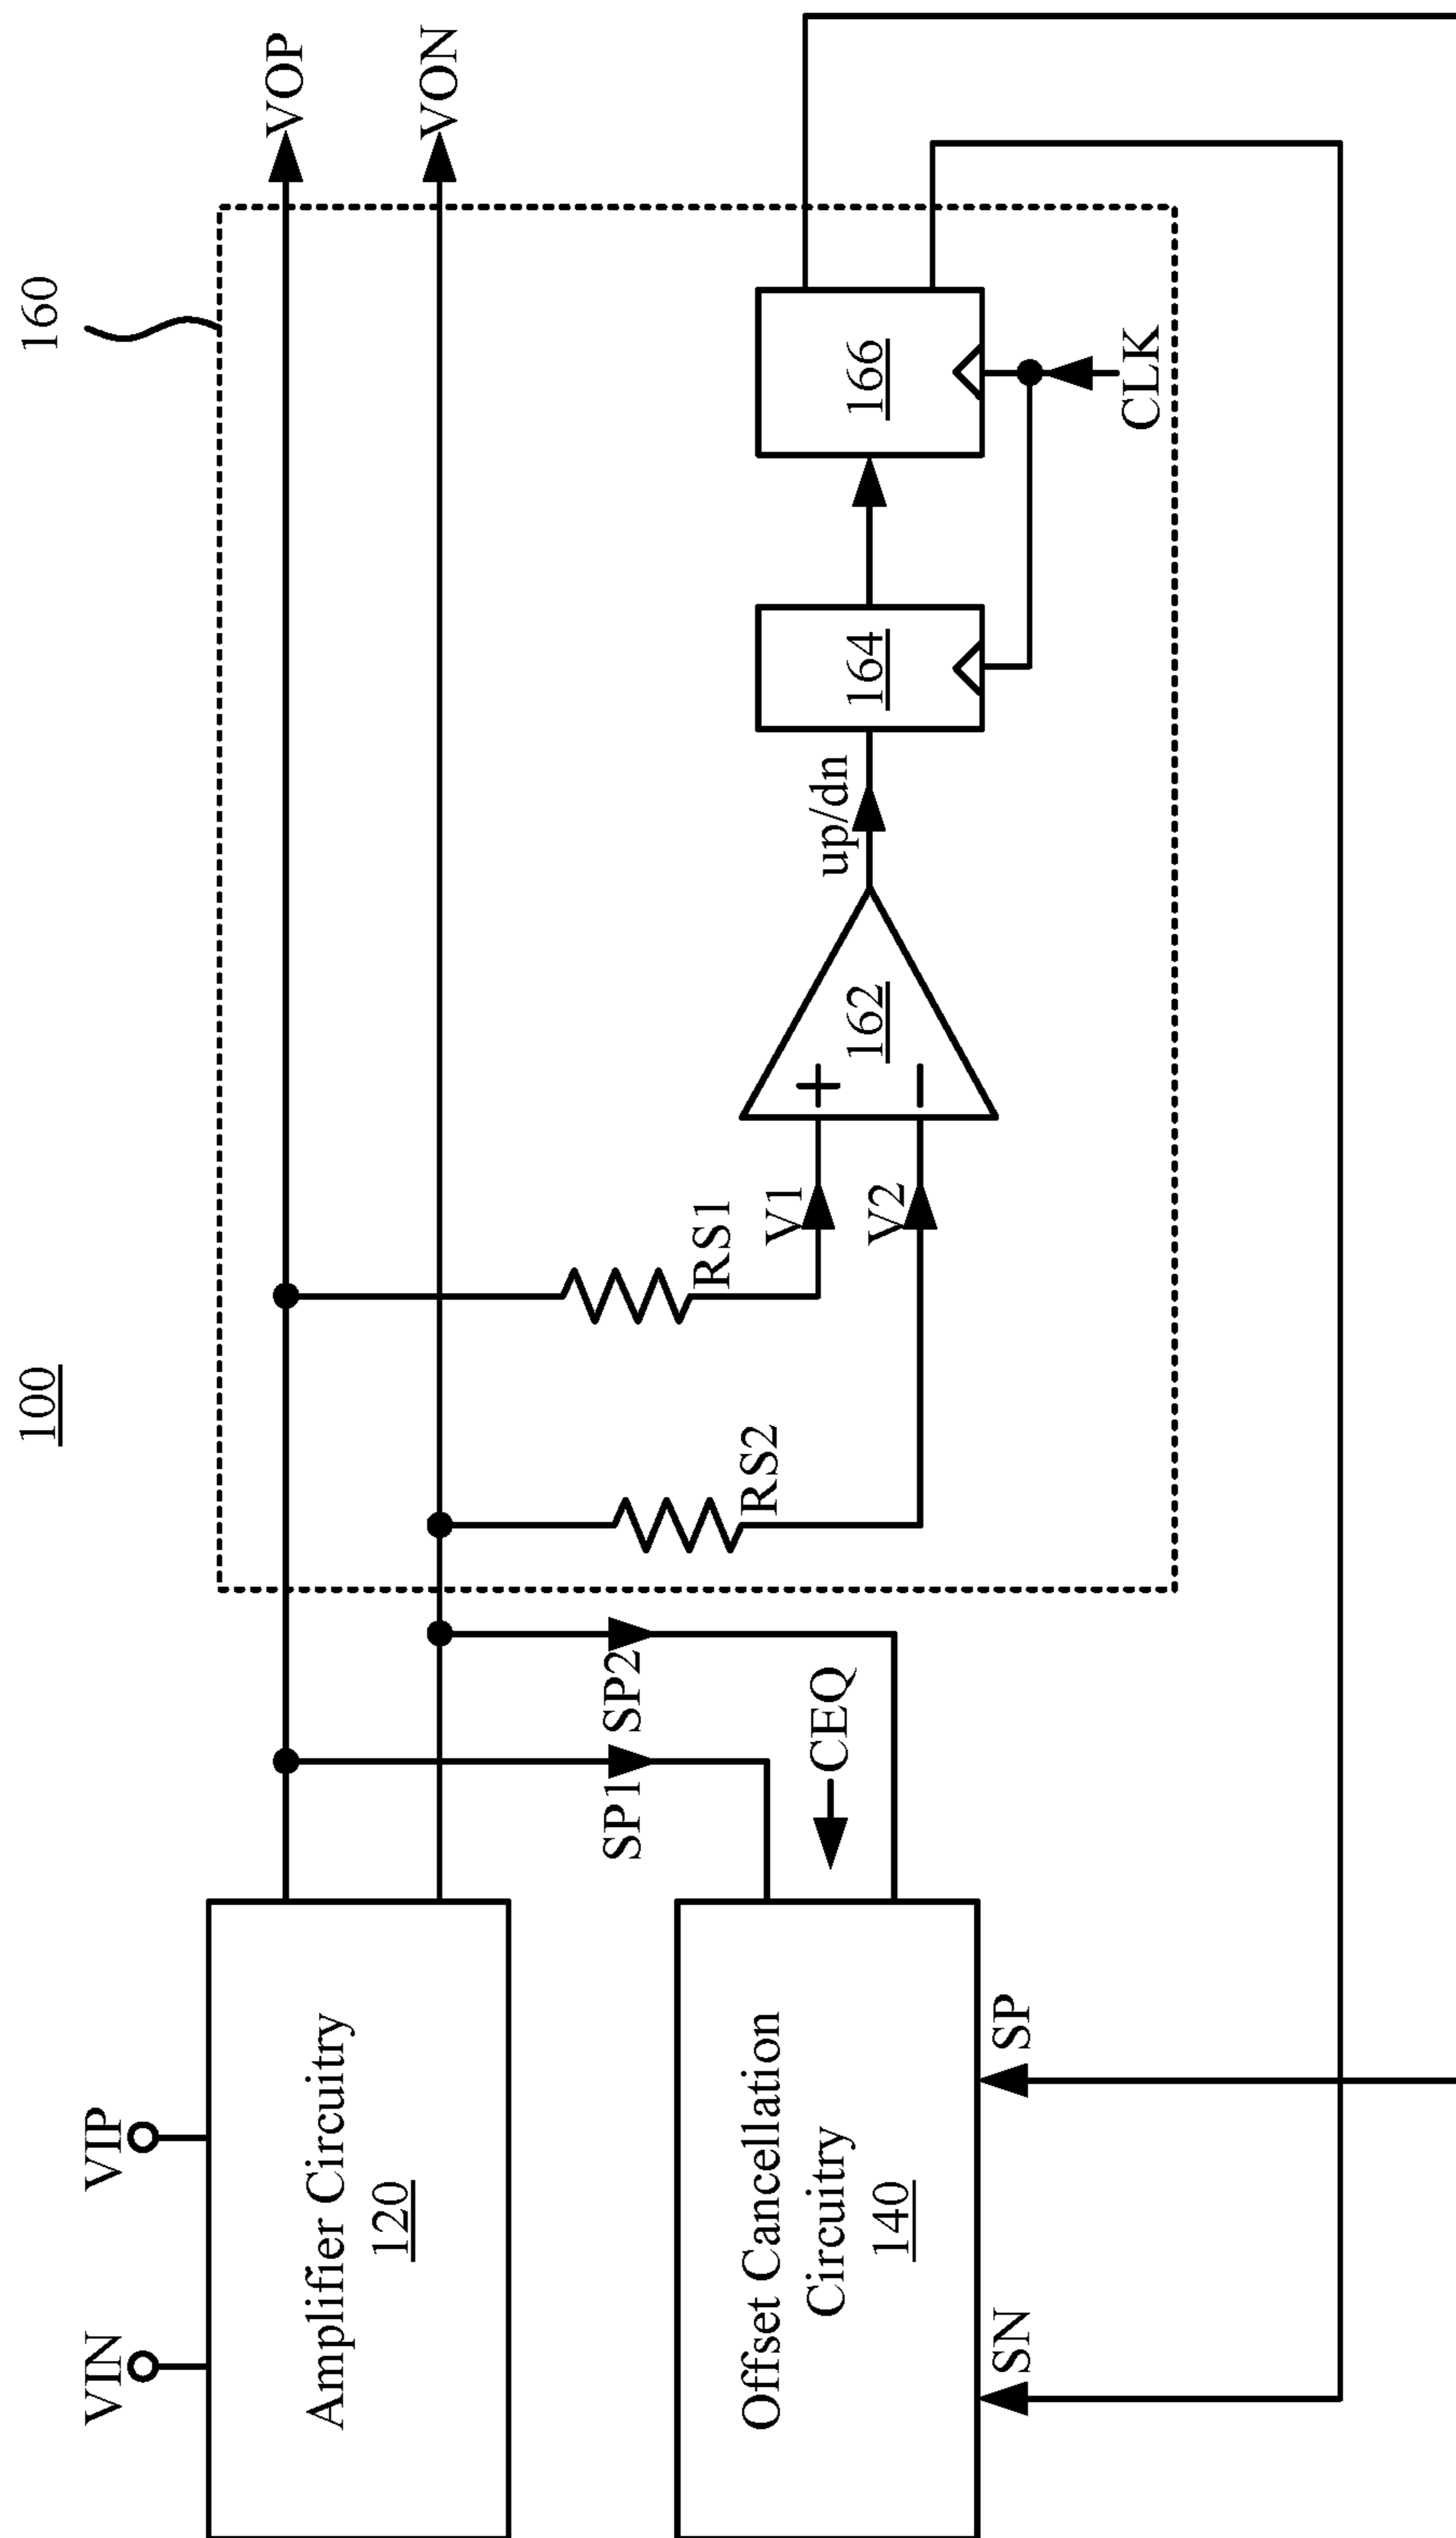 100
160
VIN
VIP
Amplifier Circuitry
120
VOP
VON
SP1
SP2
RS2
RS1
CEQ
V1
V2
162
up/dn
164
166
CLK
Offset Cancellation
Circuitry
140
SN
SP